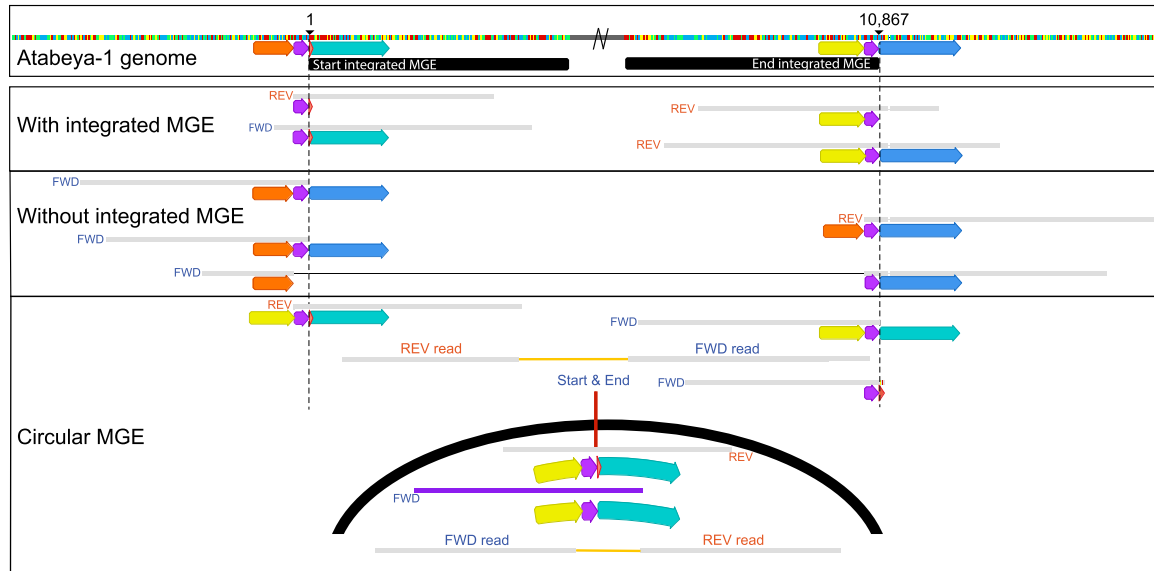 1 10,867
Atabeya-1 genome
Start integrated MGE End integrated MGE
With integrated MGE
REV
FWD
REV
REV
Without integrated MGE
FWD
FWD
FWD
REV
Circular MGE
REV
FWD
REV read FWD read
FWD
Start & End
REV
FWD
FWD read REV read